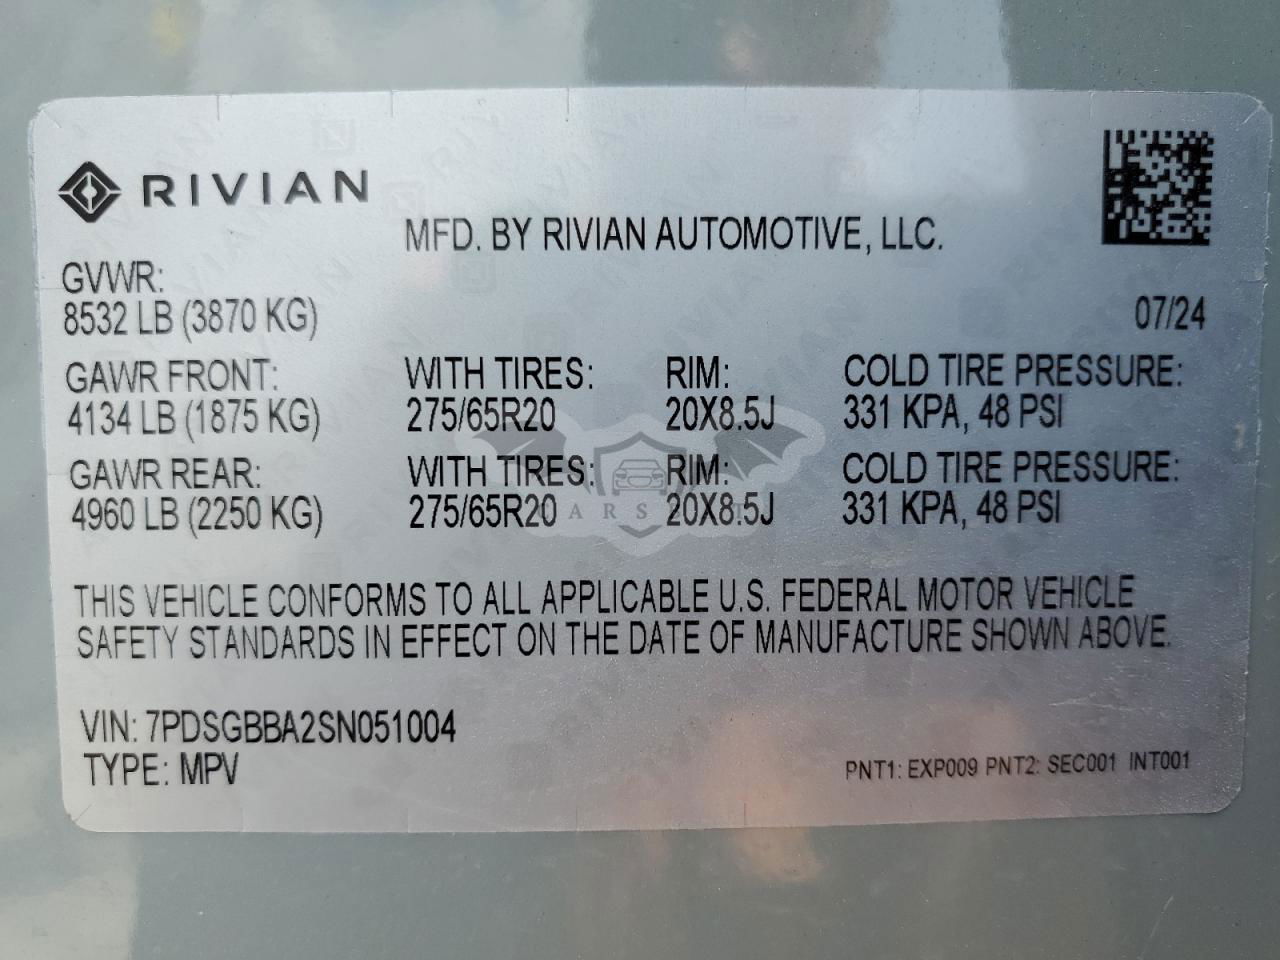 RIVIAN
MFD. BY RIVIAN AUTOMOTIVE, LLC.
GVWR:
8532 LB (3870 KG)
07/24
GAWR FRONT: WITH TIRES: RIM: COLD TIRE PRESSURE:
4134 LB (1875 KG) 275/65R20 20X8.5J 331 KPA, 48 PSI
GAWR REAR: WITH TIRES: RIM: COLD TIRE PRESSURE:
4960 LB (2250 KG) 275/65R20 20X8.5J 331 KPA, 48 PSI
THIS VEHICLE CONFORMS TO ALL APPLICABLE U.S. FEDERAL MOTOR VEHICLE
SAFETY STANDARDS IN EFFECT ON THE DATE OF MANUFACTURE SHOWN ABOVE.
VIN: 7PDSGBBA2SN051004
TYPE: MPV
PNT1: EXP009 PNT2: SEC001 INT001